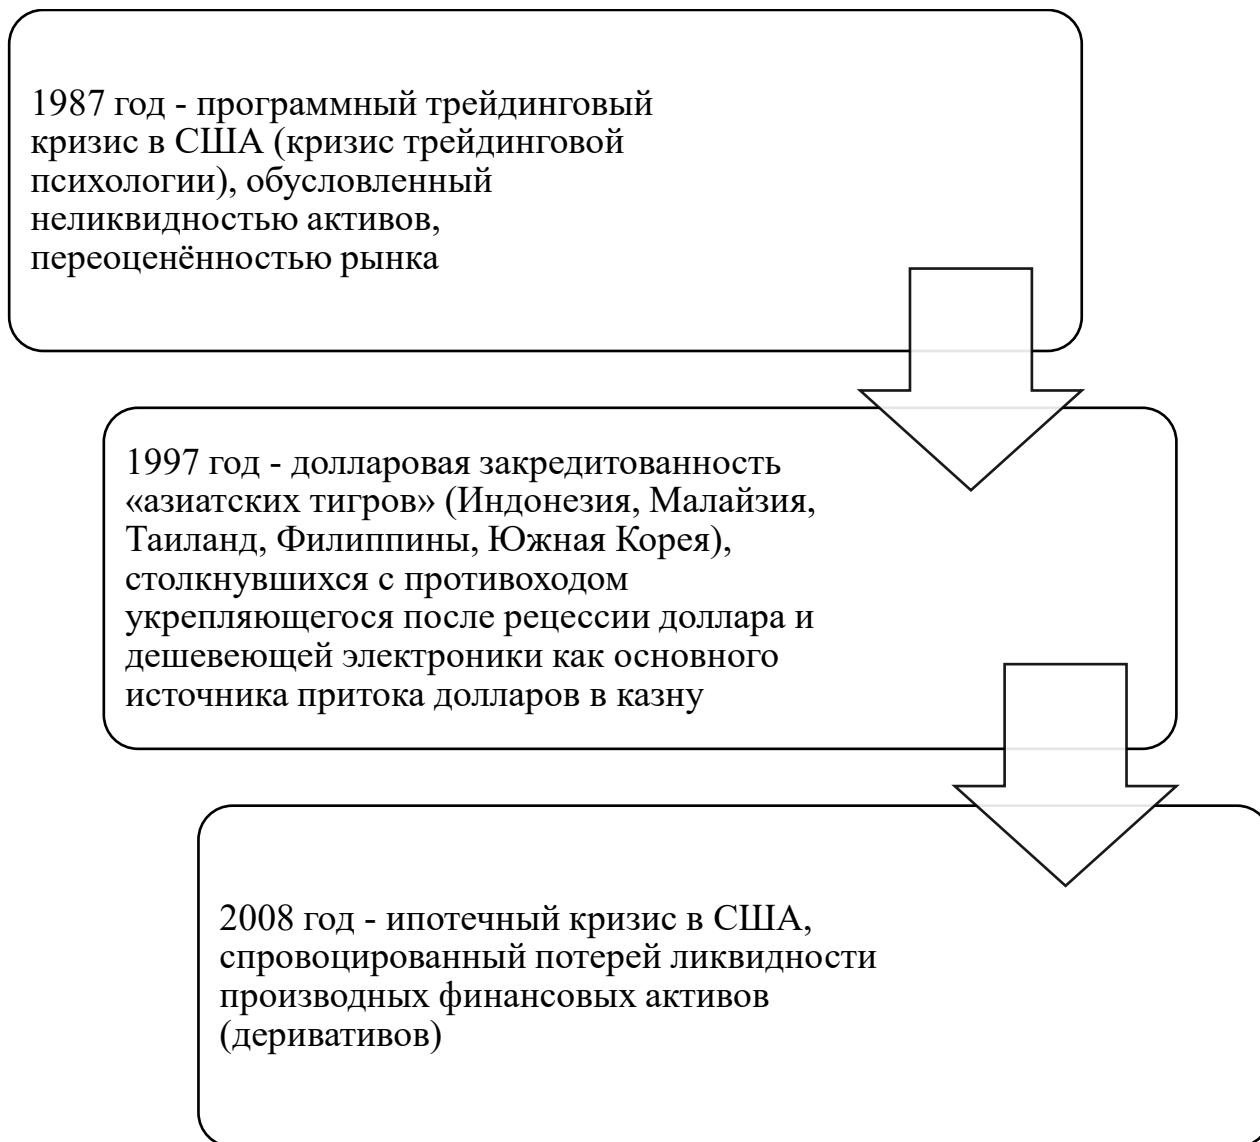 1987 год - программный трейдинговый
кризис в США (кризис трейдинговой
психологии), обусловленный
неликвидностью активов,
переоценённостью рынка
1997 год - долларовая закредитованность
«азиатских тигров» (Индонезия, Малайзия,
Таиланд, Филиппины, Южная Корея),
столкнувшихся с противоходом
укрепляющегося после рецессии доллара и
дешевеющей электроники как основного
источника притока долларов в казну
2008 год - ипотечный кризис в США,
спровоцированный потерей ликвидности
производных финансовых активов
(деривативов)